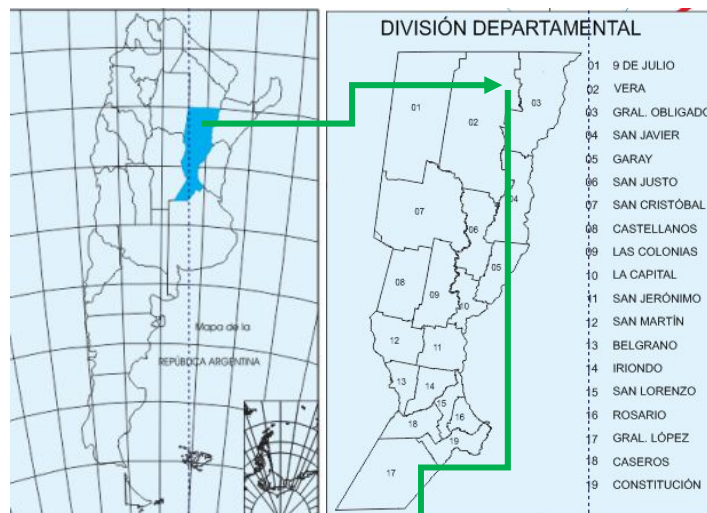 DIVISIÓN DEPARTAMENTAL
01 9 DE JULIO
02 VERA
03 GRAL. OBLIGADO
04 SAN JAVIER
05 GARAY
06 SAN JUSTO
07 SAN CRISTÓBAL
08 CASTELLANOS
09 LAS COLONIAS
10 LA CAPITAL
11 SAN JERÓNIMO
12 SAN MARTÍN
13 BELGRANO
14 IRIONDO
15 SAN LORENZO
16 ROSARIO
17 GRAL. LÓPEZ
18 CASEROS
19 CONSTITUCIÓN
01
02
03
04
07
06
05
08
09
10
12
11
13
14
15
16
18
19
17
Mapa de la
REPÚBLICA ARGENTINA